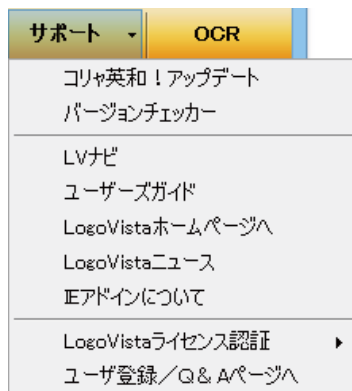 サポート OCR
コリャ英和！アップデート
バージョンチェッカー
LVナビ
ユーザーズガイド
LogoVistaホームページへ
LogoVistaニュース
IEアドインについて
LogoVistaライセンス認証
ユーザ登録／Q&Aページへ